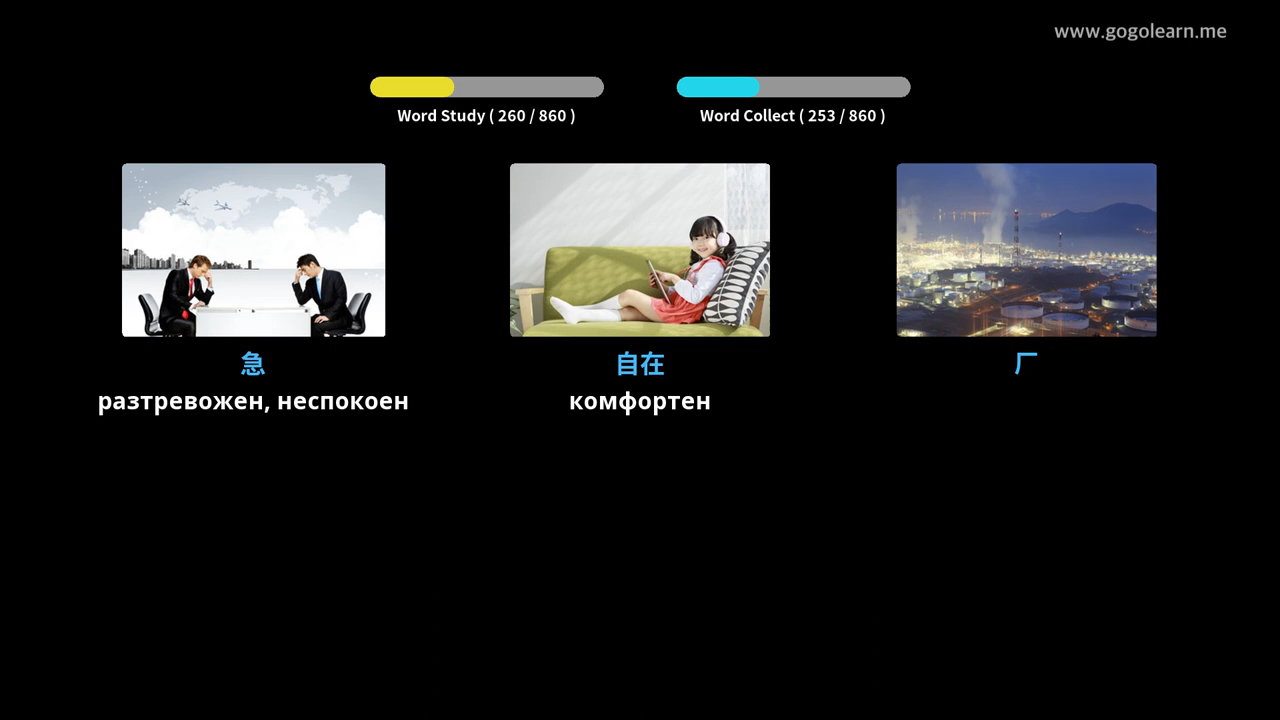 www.gogolearn.me
Word Study ( 260 / 860 )
Word Collect ( 253 / 860 )
急
разтревожен, неспокоен
自在
комфортен
厂